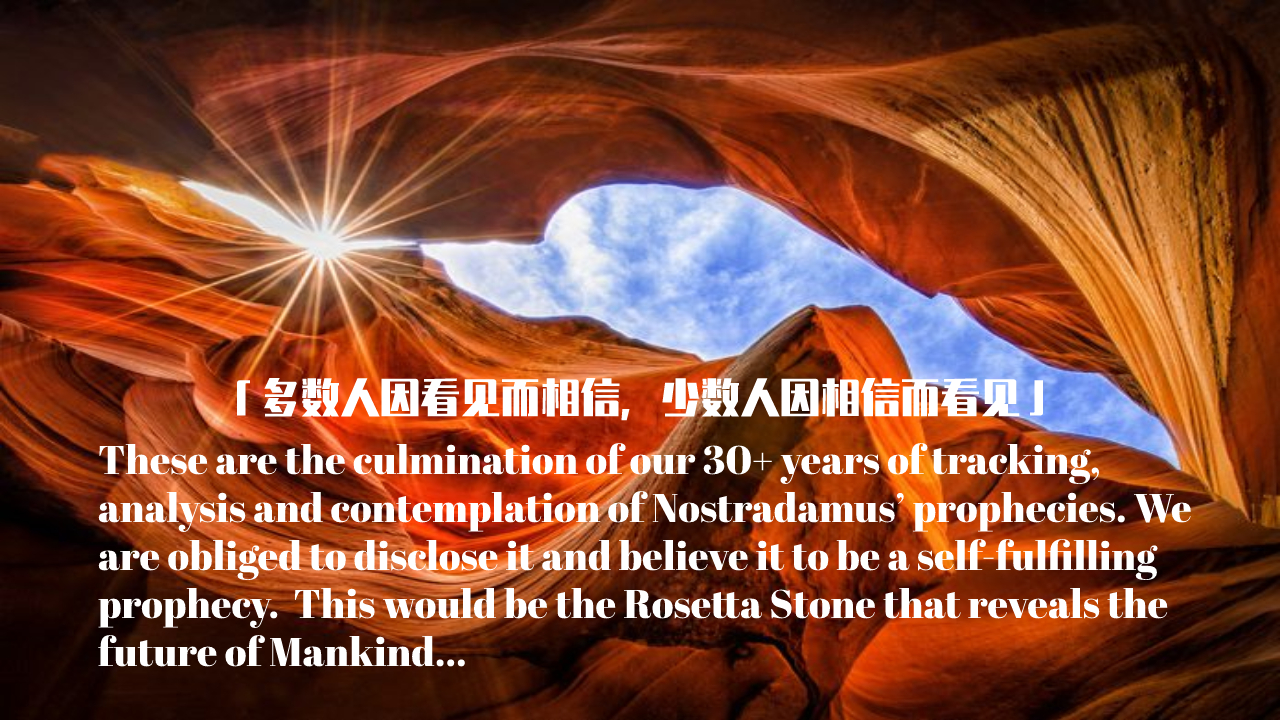 「多数人因看见而相信，少数人因相信而看见」
These are the culmination of our 30+ years of tracking,
analysis and contemplation of Nostradamus’ prophecies. We
are obliged to disclose it and believe it to be a self-fulfilling
prophecy.  This would be the Rosetta Stone that reveals the
future of Mankind...